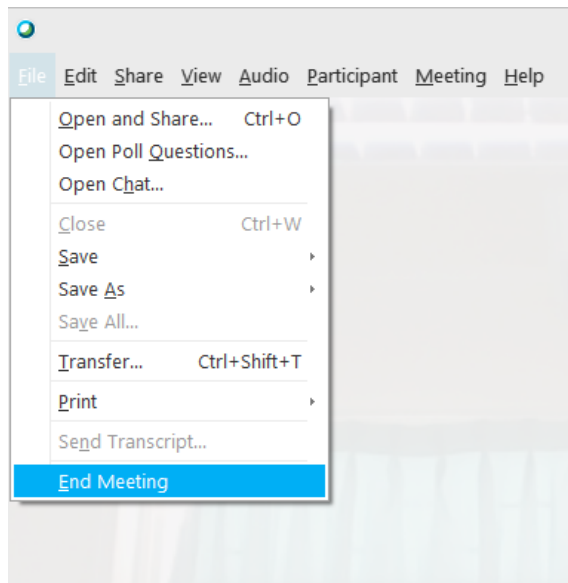 File Edit Share View Audio Participant Meeting Help
Open and Share... Ctrl+O
Open Poll Questions...
Open Chat...
Close Ctrl+W
Save
Save As
Save All...
Transfer... Ctrl+Shift+T
Print
Send Transcript...
End Meeting